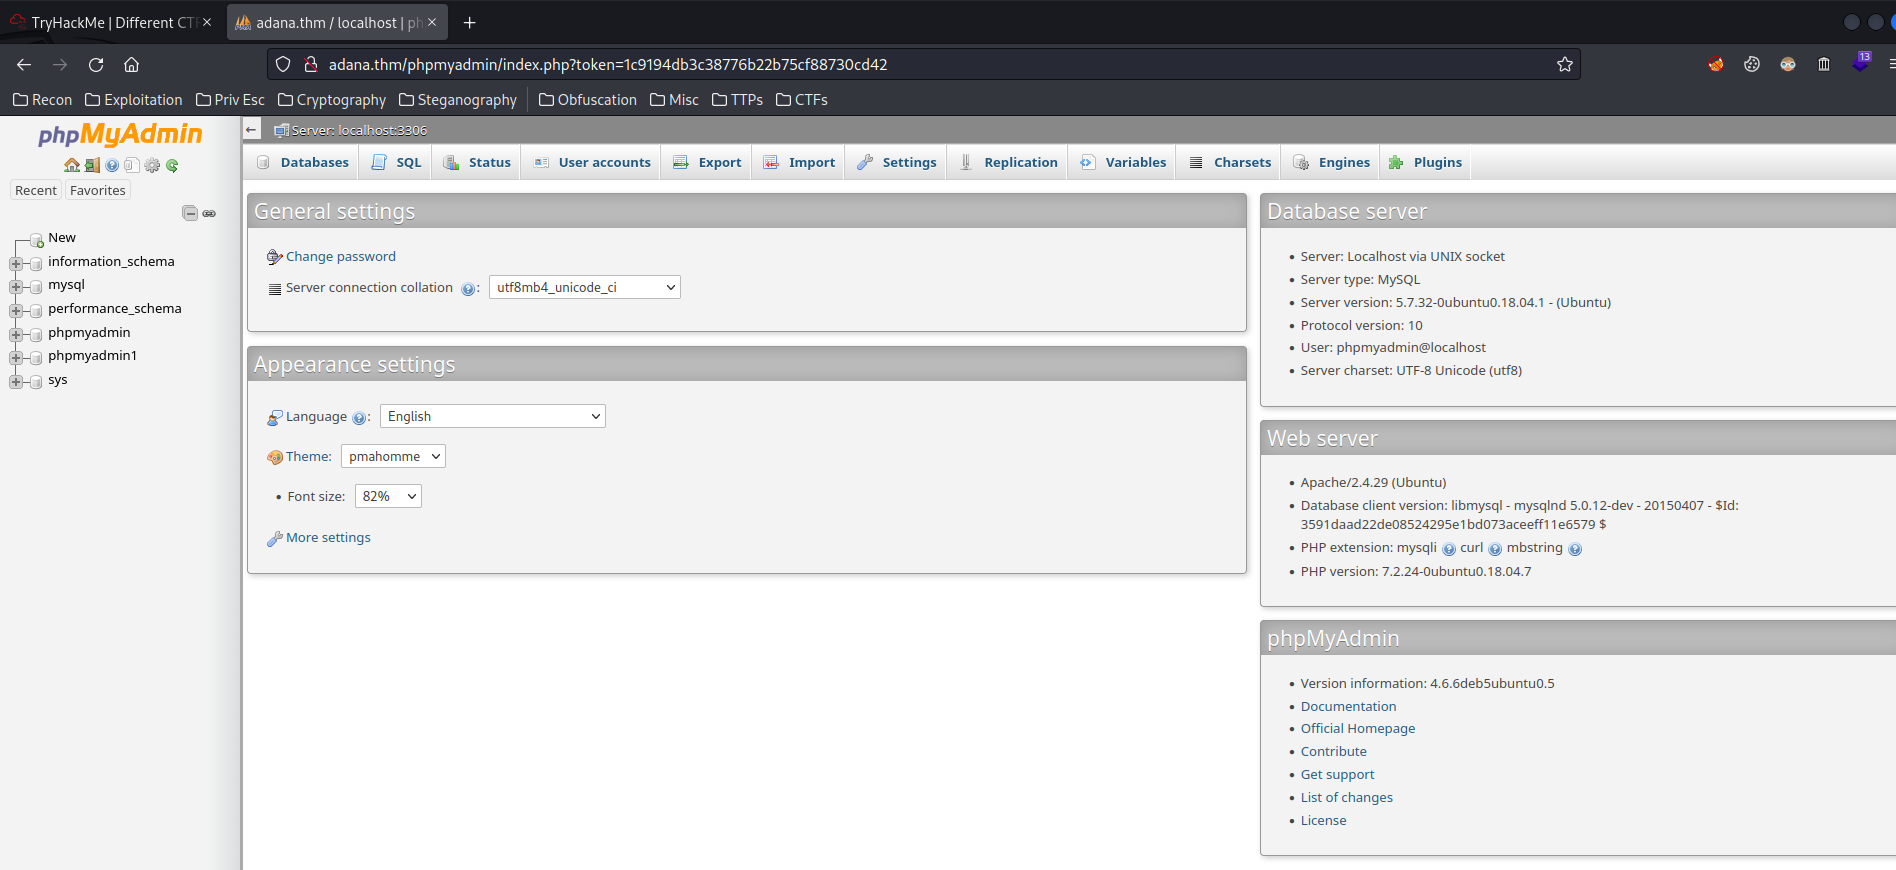 TryHackMe | Different CT
adana.thm / localhost | ph
adana.thm/phpmyadmin/index.php?token=1c9194db3c38776b22b75cf88730cd42
13
Recon
Exploitation
Priv Esc
Cryptography
Steganography
Obfuscation
Misc
TTPs
CTFs
phpMyAdmin
Recent
Favorites
New
information_schema
mysql
performance_schema
phpmyadmin
phpmyadmin1
sys
Server: localhost:3306
Databases
SQL
Status
User accounts
Export
Import
Settings
Replication
Variables
Charsets
Engines
Plugins
General settings
Change password
Server connection collation :
utf8mb4_unicode_ci
Appearance settings
Language :
English
Theme:
pmahomme
• Font size:
82%
More settings
Database server
• Server: Localhost via UNIX socket
• Server type: MySQL
• Server version: 5.7.32-0ubuntu0.18.04.1 - (Ubuntu)
• Protocol version: 10
• User: phpmyadmin@localhost
• Server charset: UTF-8 Unicode (utf8)
Web server
• Apache/2.4.29 (Ubuntu)
• Database client version: libmysql - mysqlnd 5.0.12-dev - 20150407 - $Id:
3591daad22de08524295e1bd073aceeff11e6579 $
• PHP extension: mysqli curl mbstring
• PHP version: 7.2.24-0ubuntu0.18.04.7
phpMyAdmin
• Version information: 4.6.6deb5ubuntu0.5
• Documentation
• Official Homepage
• Contribute
• Get support
• List of changes
• License